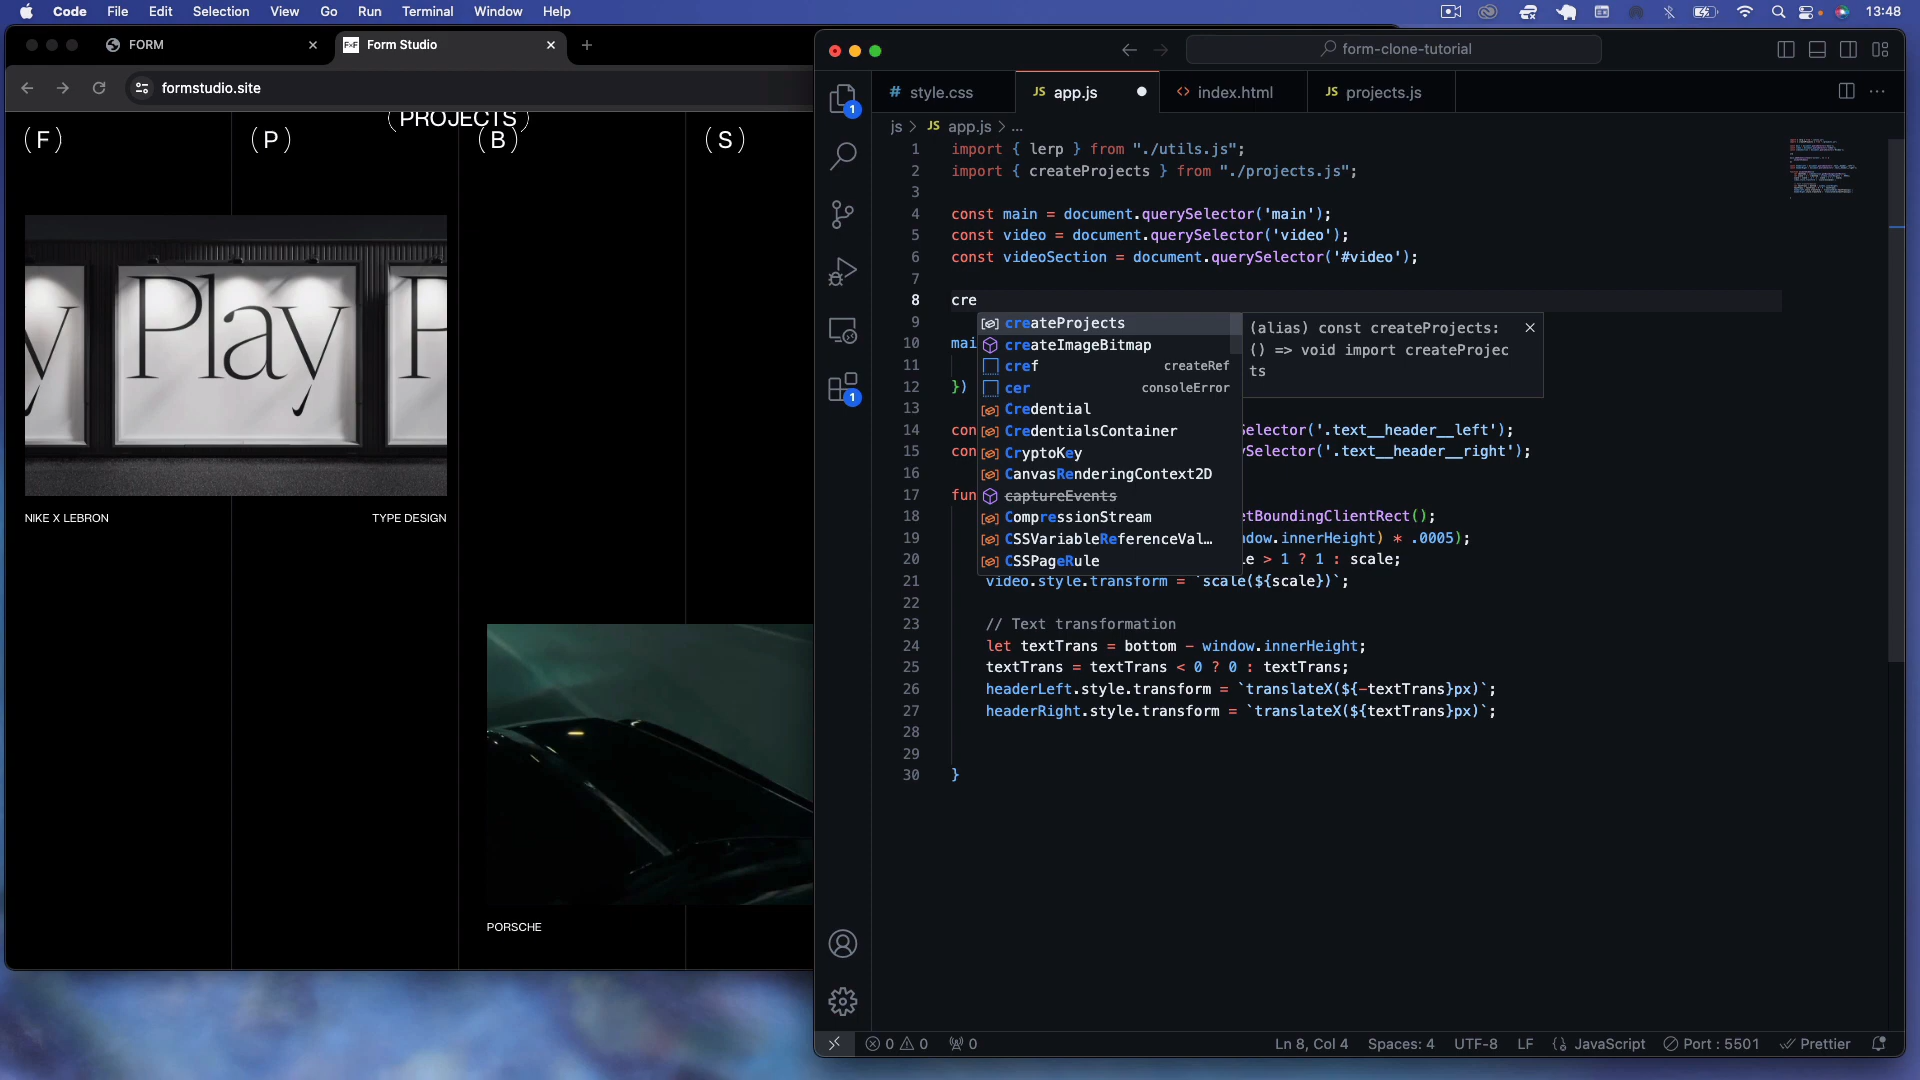 Code File Edit Selection View Go Run Terminal Window Help 13:48
FORM
F×F Form Studio
formstudio.site
(PROJECTS)
(F) (P) (B) (S)
Play
NIKE X LEBRON TYPE DESIGN
PORSCHE
form-clone-tutorial
# style.css JS app.js <> index.html JS projects.js
js > JS app.js > ...
1 import { lerp } from "./utils.js";
2 import { createProjects } from "./projects.js";
3
4 const main = document.querySelector('main');
5 const video = document.querySelector('video');
6 const videoSection = document.querySelector('#video');
7
8 cre
9
10 mai
11
12 })
13
14 con Selector('.text__header__left');
15 con ySelector('.text__header__right');
16
17 fun
18 etBoundingClientRect();
19 ndow.innerHeight) * .0005);
20 le > 1 ? 1 : scale;
21 video.style.transform = `scale(${scale})`;
22
23 // Text transformation
24 let textTrans = bottom - window.innerHeight;
25 textTrans = textTrans < 0 ? 0 : textTrans;
26 headerLeft.style.transform = `translateX(${-textTrans}px)`;
27 headerRight.style.transform = `translateX(${textTrans}px)`;
28
29
30 }
createProjects
createImageBitmap
cref createRef
cer consoleError
Credential
CredentialsContainer
CryptoKey
CanvasRenderingContext2D
captureEvents
CompressionStream
CSSVariableReferenceVal…
CSSPageRule
(alias) const createProjects:
() => void import createProjec
ts
1
1
0 0 0 Ln 8, Col 4 Spaces: 4 UTF-8 LF {} JavaScript Port : 5501 Prettier